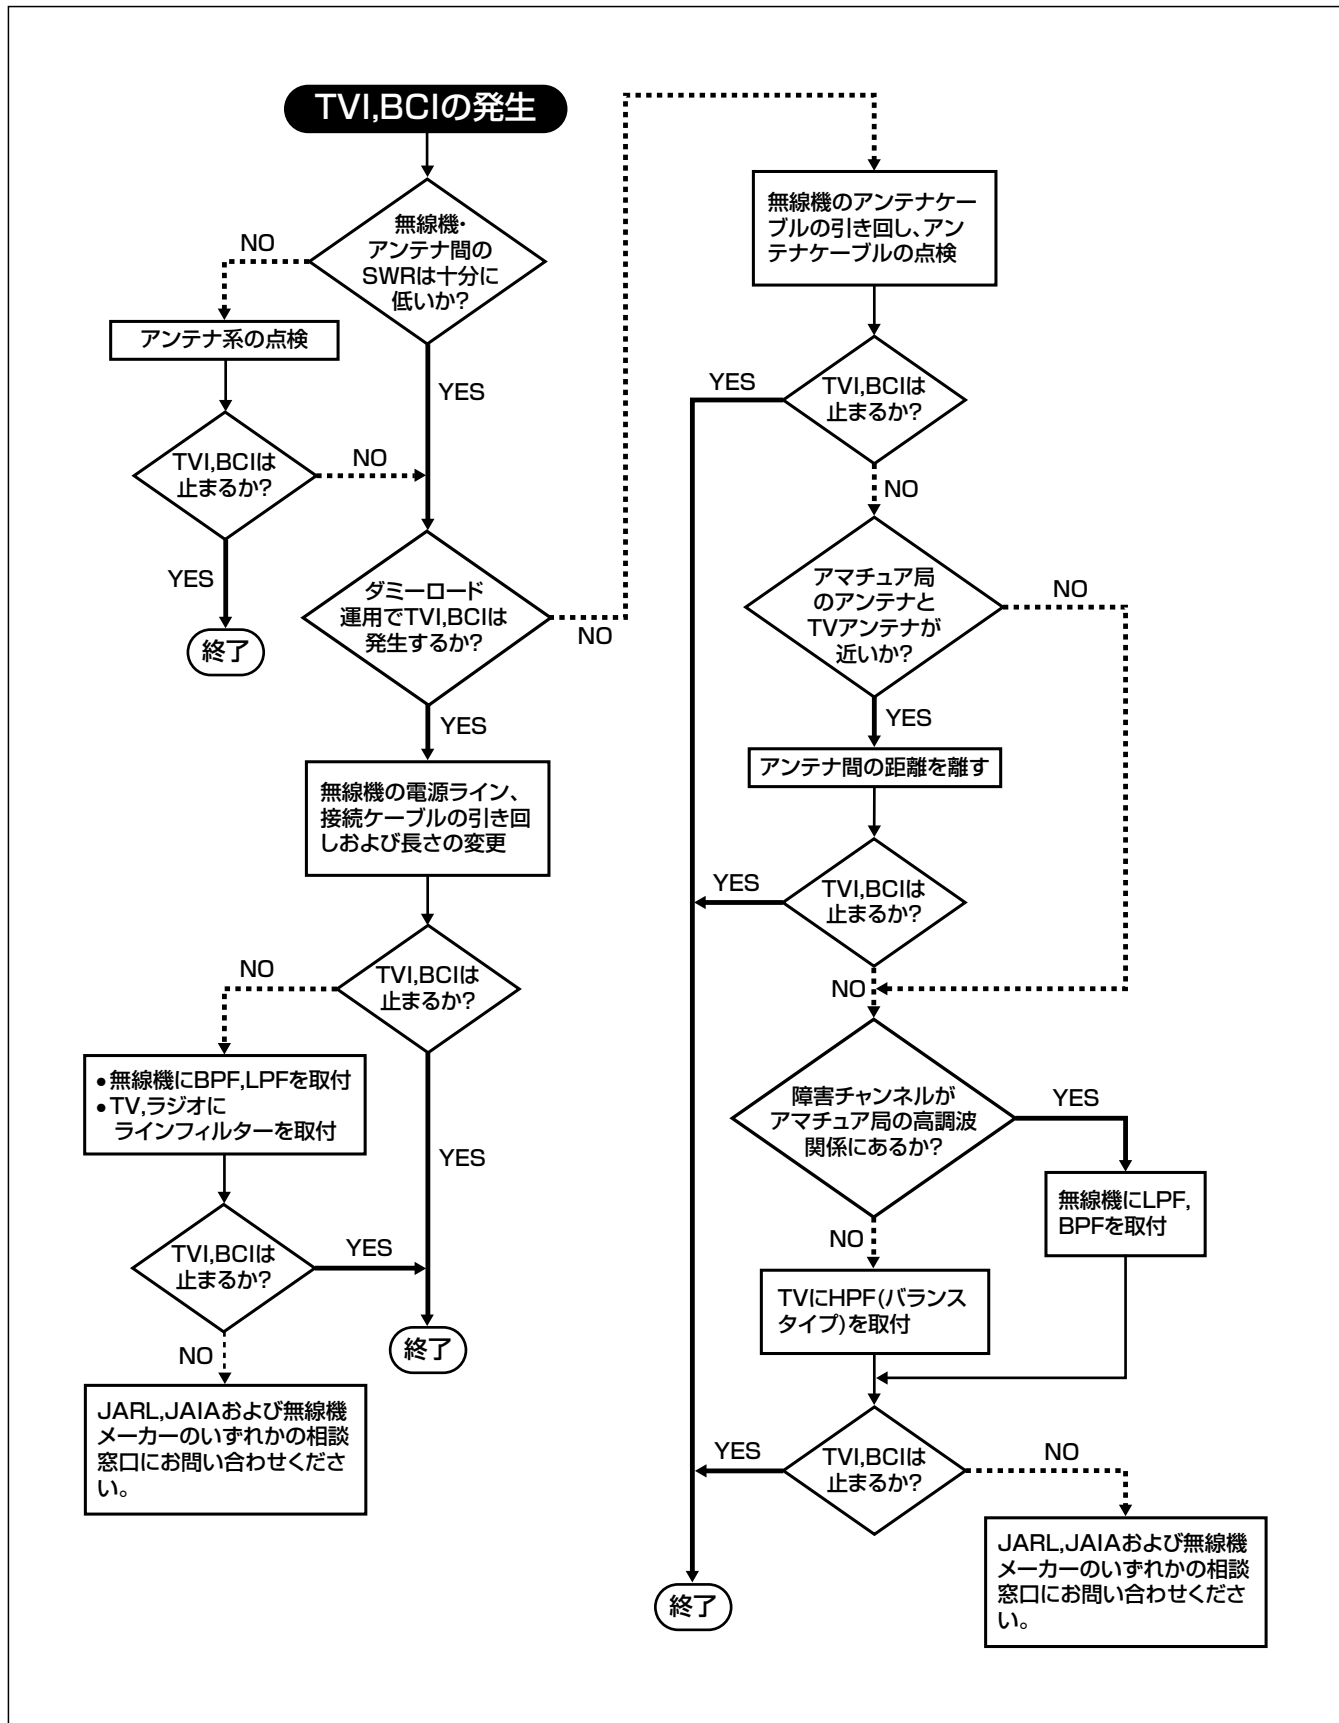 TVI,BCIの発生
無線機・
アンテナ間の
SWRは十分に
低いか?
NO
アンテナ系の点検
YES
TVI,BCIは
止まるか?
NO
YES
終了
ダミーロード
運用でTVI,BCIは
発生するか?
NO
YES
無線機の電源ライン、
接続ケーブルの引き回
しおよび長さの変更
TVI,BCIは
止まるか?
NO
●無線機にBPF,LPFを取付
●TV,ラジオに
ラインフィルターを取付
YES
TVI,BCIは
止まるか?
YES
NO
終了
JARL,JAIAおよび無線機
メーカーのいずれかの相談
窓口にお問い合わせくださ
い。
無線機のアンテナケー
ブルの引き回し、アン
テナケーブルの点検
YES
TVI,BCIは
止まるか?
NO
アマチュア局
のアンテナと
TVアンテナが
近いか?
NO
YES
アンテナ間の距離を離す
YES
TVI,BCIは
止まるか?
NO
障害チャンネルが
アマチュア局の高調波
関係にあるか?
YES
無線機にLPF,
BPFを取付
NO
TVにHPF(バランス
タイプ)を取付
YES
TVI,BCIは
止まるか?
NO
JARL,JAIAおよび無線機
メーカーのいずれかの相談
窓口にお問い合わせくださ
い。
終了